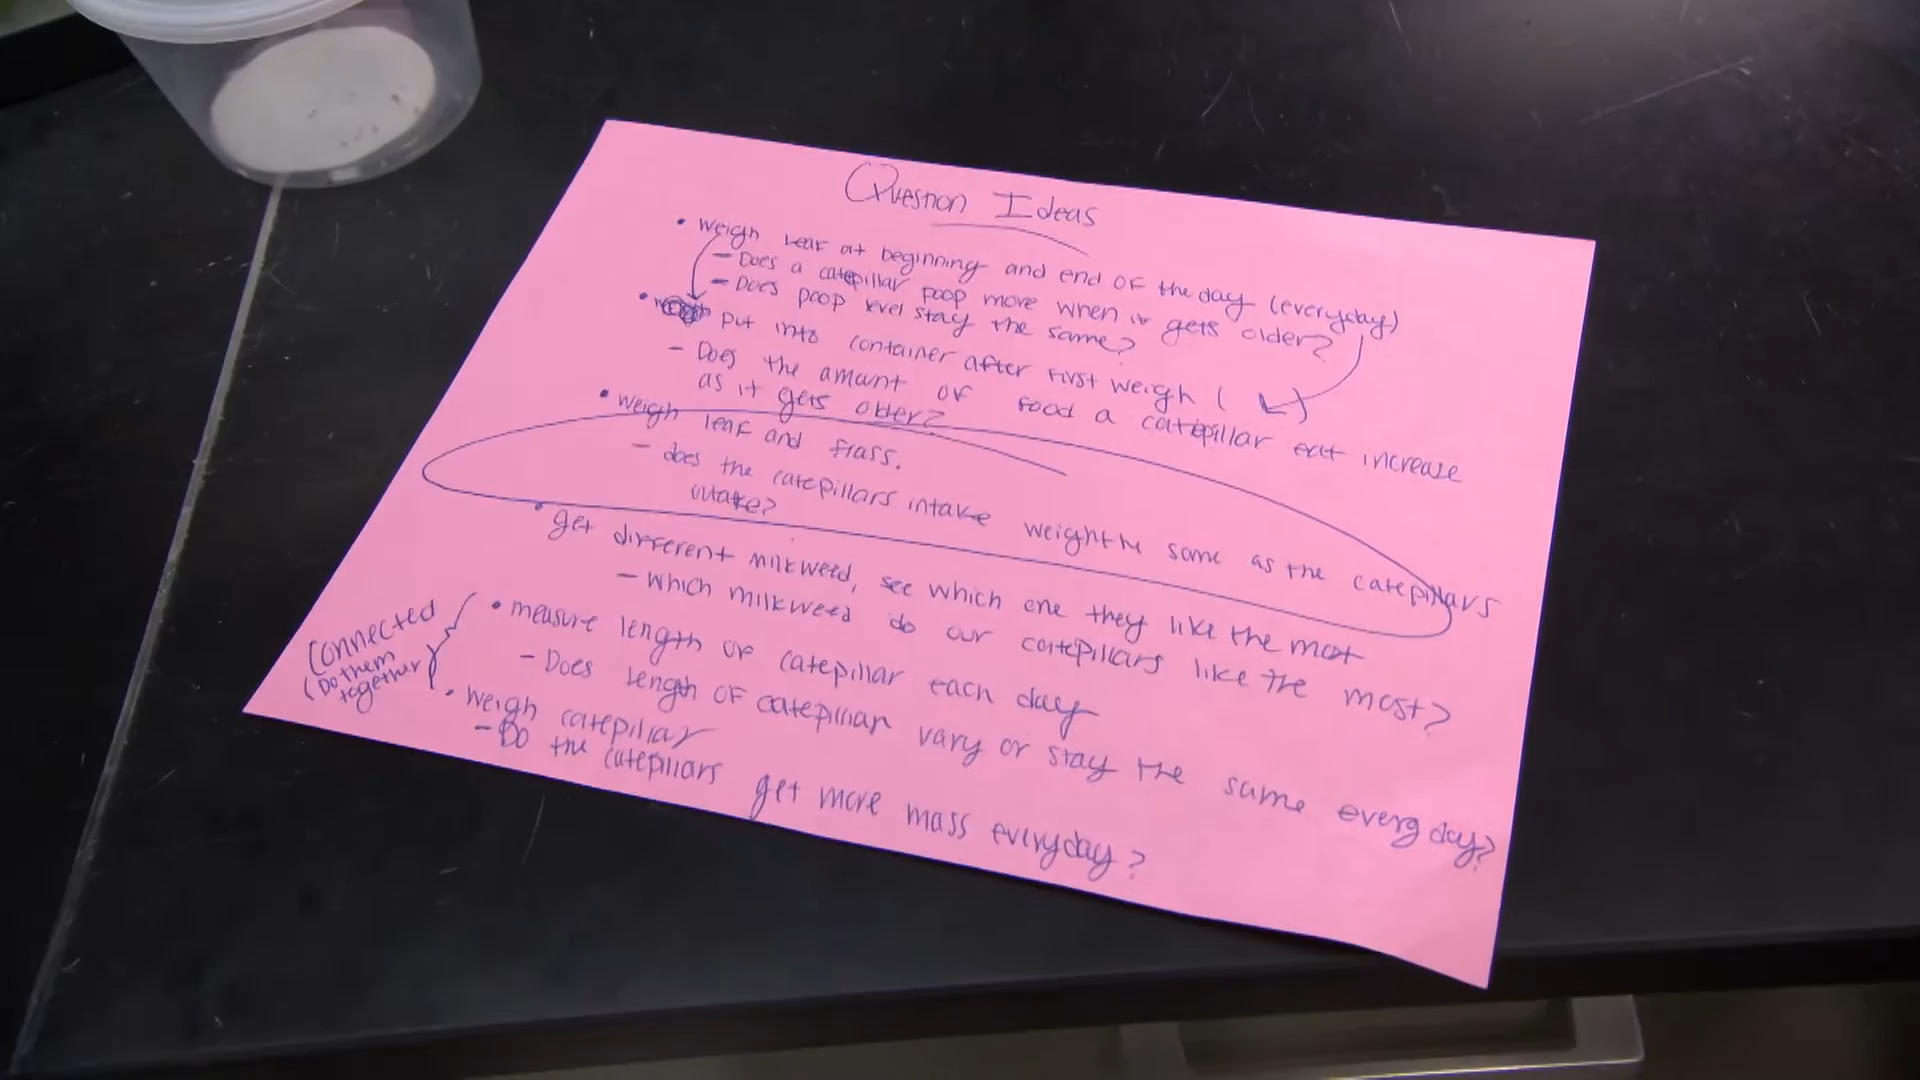 Question Ideas
• weigh leaf at beginning and end of the day (everyday)
- Does a catepillar poop more when it gets older?
- Does poop level stay the same?
• put into container after first weigh ( )
- Does the amant of food a catepillar eat increase
as it gets older?
• weigh leaf and frass.
- does the catepillars intake weigh the same as the catepillars
outake?
• get different milkweed, see which one they like the most
- Which milkweed do our catepillars like the most?
• measure length of catepillar each day
- Does length of catepillar vary or stay the same everyday?
Connected
(Do them
together)
• weigh catepillar
- Do the catepillars get more mass everyday?